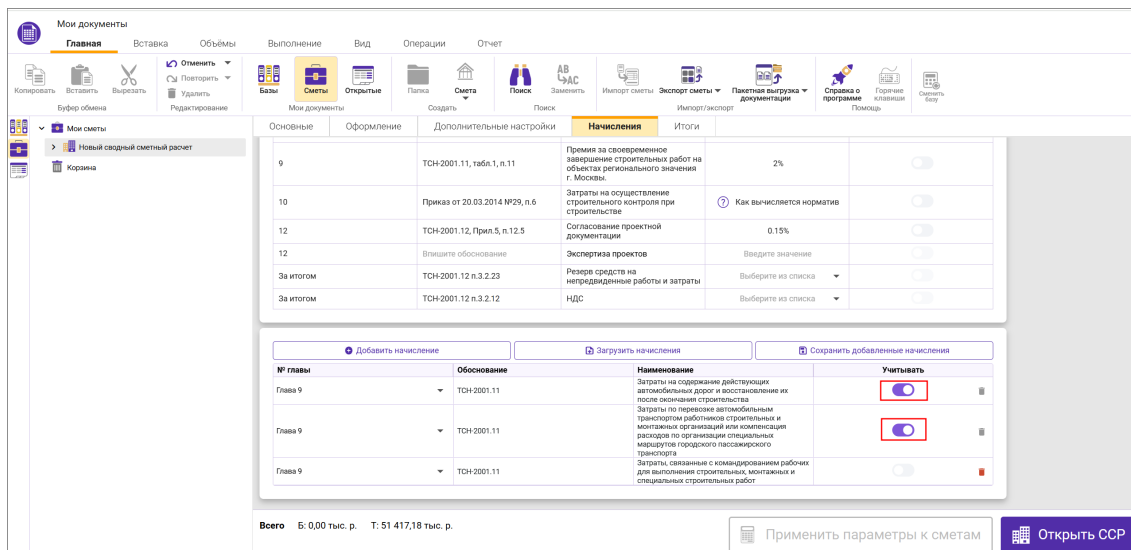 Мои документы
Главная Вставка Объёмы Выполнение Вид Операции Отчет
Копировать Вставить Вырезать
Отменить
Повторить
Удалить
Базы Сметы Открытые Папка Смета Поиск Заменить Импорт сметы Экспорт сметы Пакетная выгрузка документации Справка о программе Горячие клавиши Сменить базу
AB
AC
Буфер обмена Редактирование Мои документы Создать Поиск Импорт/экспорт Помощь
Мои сметы
Новый сводный сметный расчет
Корзина
Основные Оформление Дополнительные настройки Начисления Итоги
9 ТСН-2001.11, табл.1, п.11 Премия за своевременное
завершение строительных работ на
объектах регионального значения
г. Москвы. 2%
10 Приказ от 20.03.2014 №29, п.6 Затраты на осуществление
строительного контроля при
строительстве ? Как вычисляется норматив
12 ТСН-2001.12, Прил.5, п.12.5 Согласование проектной
документации 0.15%
12 Впишите обоснование Экспертиза проектов Введите значение
За итогом ТСН-2001.12 п.3.2.23 Резерв средств на
непредвиденные работы и затраты Выберите из списка
За итогом ТСН-2001.12 п.3.2.12 НДС Выберите из списка
Добавить начисление Загрузить начисления Сохранить добавленные начисления
№ главы Обоснование Наименование Учитывать
Глава 9 ТСН-2001.11 Затраты на содержание действующих
автомобильных дорог и восстановление их
после окончания строительства
Глава 9 ТСН-2001.11 Затраты по перевозке автомобильным
транспортом работников строительных и
монтажных организаций или компенсация
расходов по организации специальных
маршрутов городского пассажирского
транспорта
Глава 9 ТСН-2001.11 Затраты, связанные с командированием рабочих
для выполнения строительных, монтажных и
специальных строительных работ
Всего Б: 0,00 тыс. р. Т: 51 417,18 тыс. р.
Применить параметры к сметам Открыть ССР